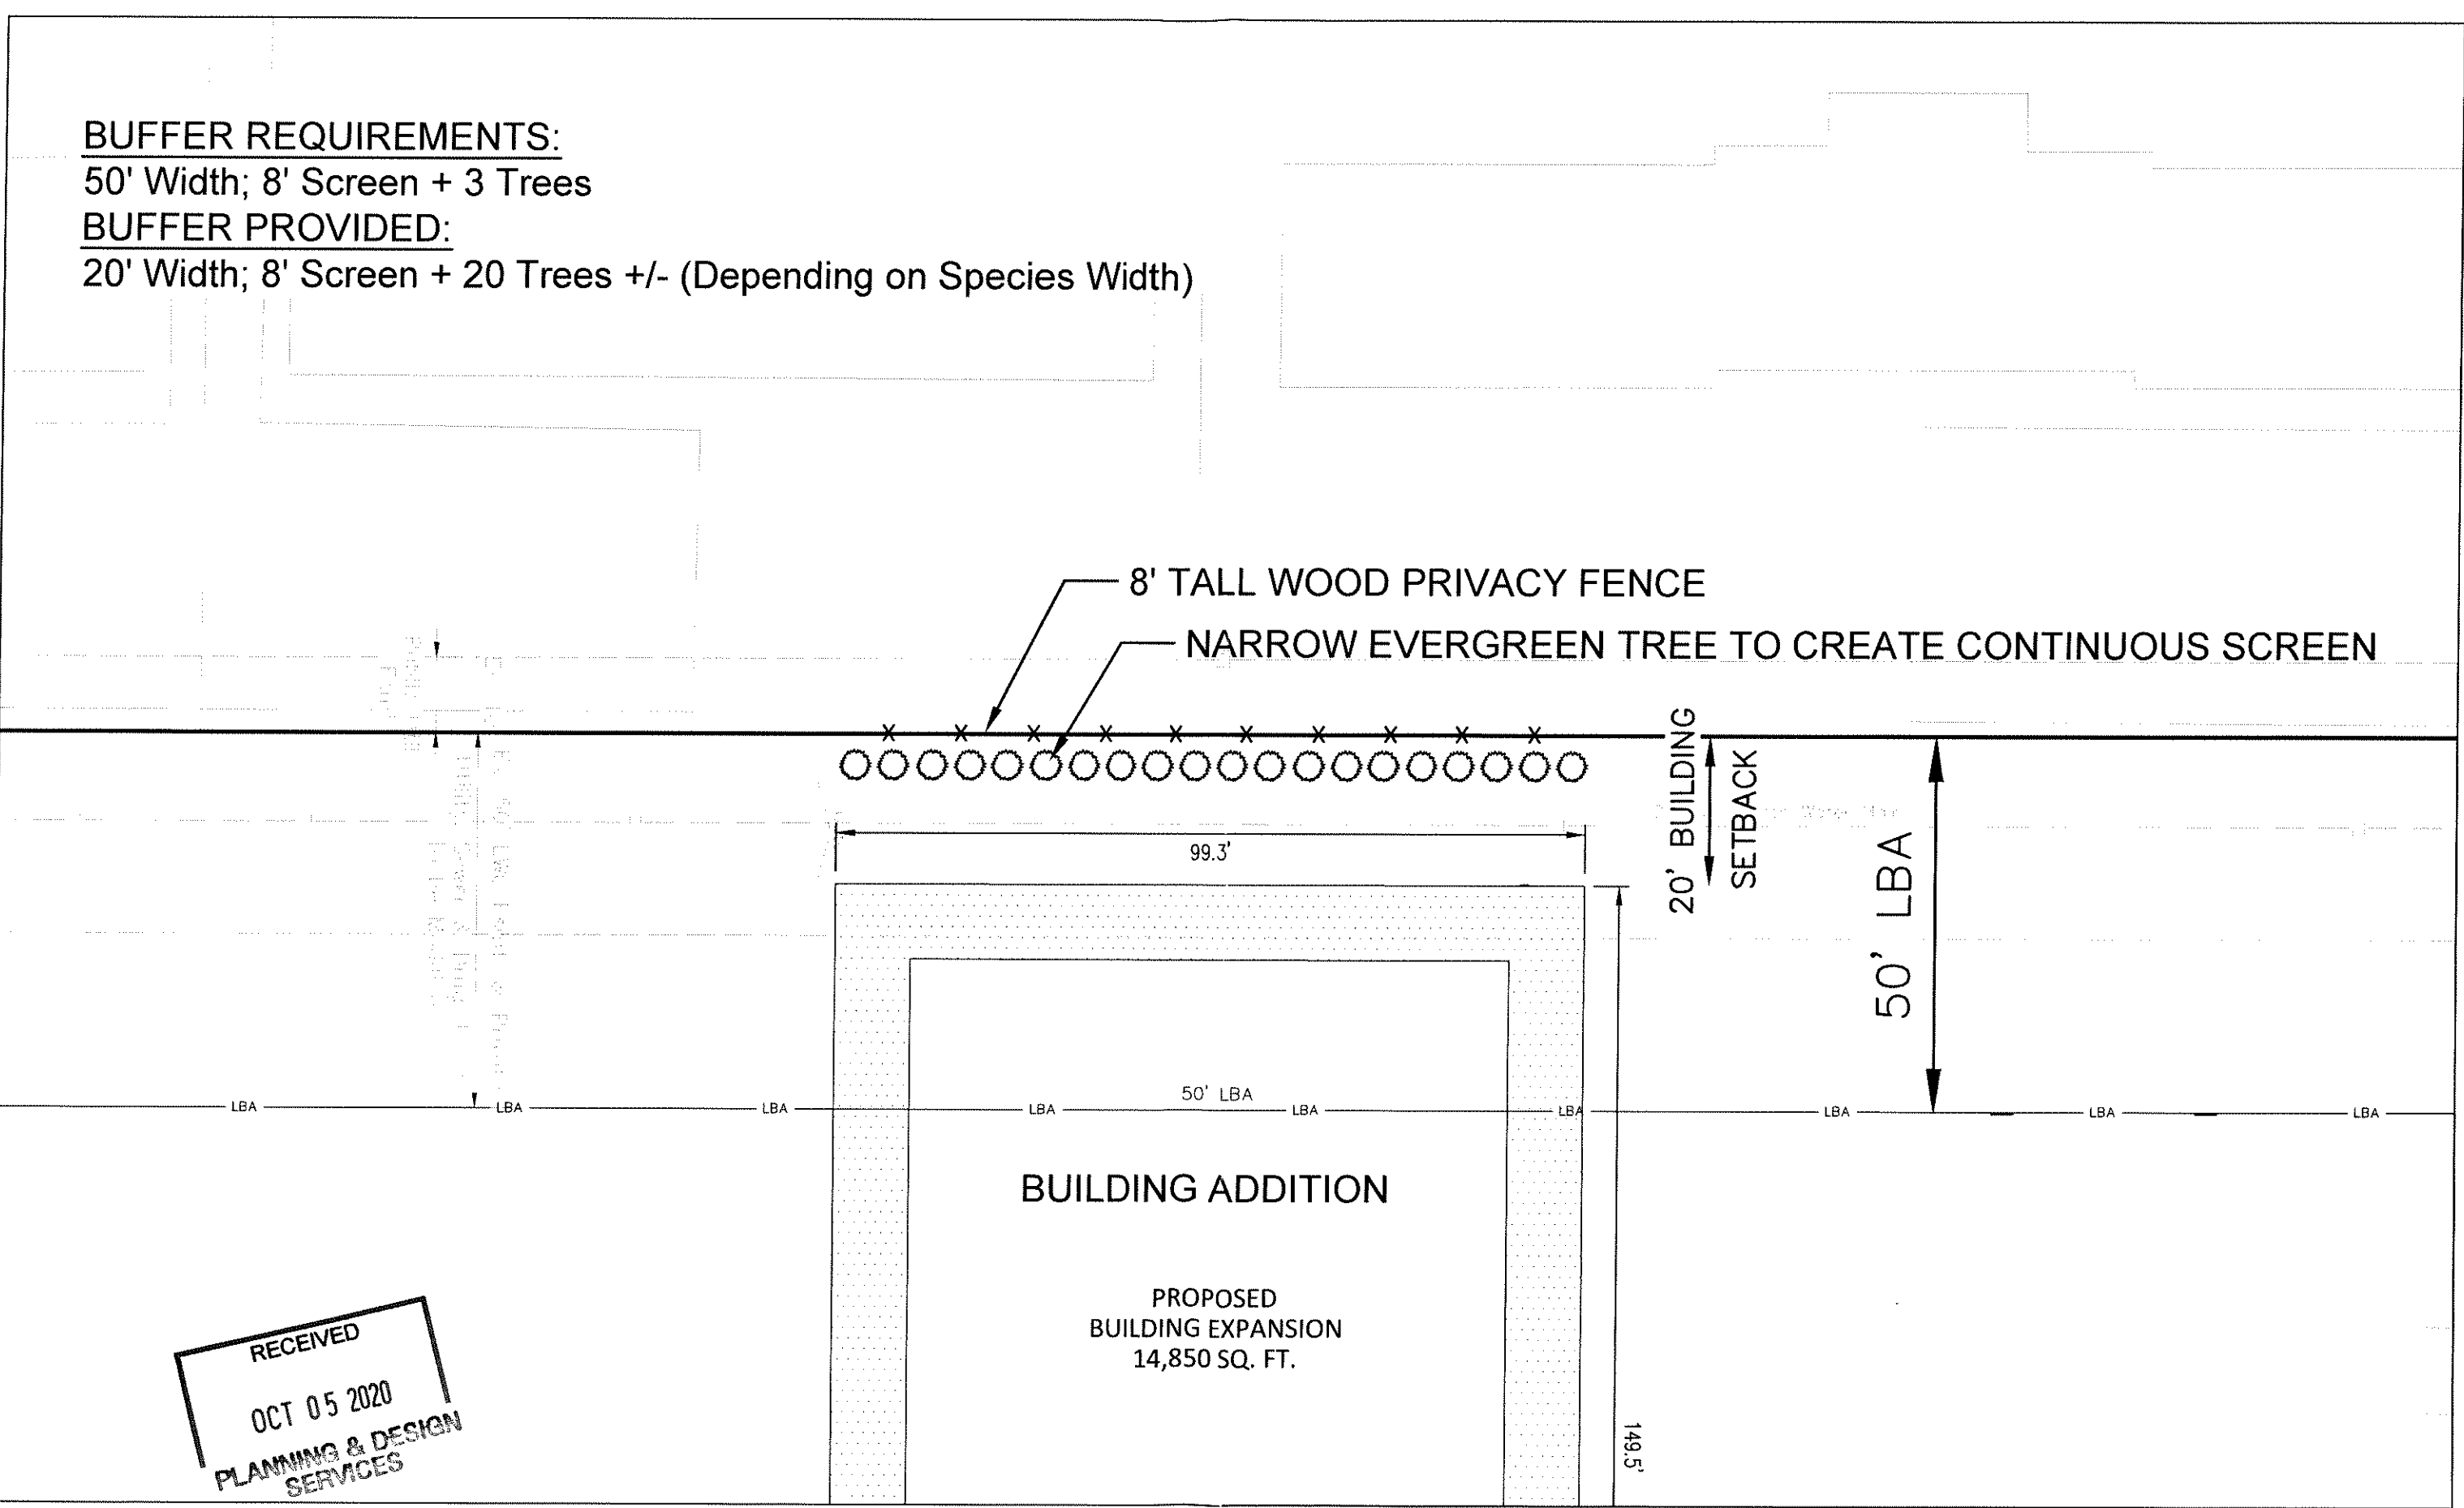 BUFFER REQUIREMENTS:
50' Width; 8' Screen + 3 Trees
BUFFER PROVIDED:
20' Width; 8' Screen + 20 Trees +/- (Depending on Species Width)
8' TALL WOOD PRIVACY FENCE
NARROW EVERGREEN TREE TO CREATE CONTINUOUS SCREEN
20' BUILDING
SETBACK
50' LBA
99.3'
50' LBA
LBA LBA LBA LBA LBA LBA LBA LBA LBA
BUILDING ADDITION
PROPOSED
BUILDING EXPANSION
14,850 SQ. FT.
149.5'
RECEIVED
OCT 05 2020
PLANNING & DESIGN
SERVICES